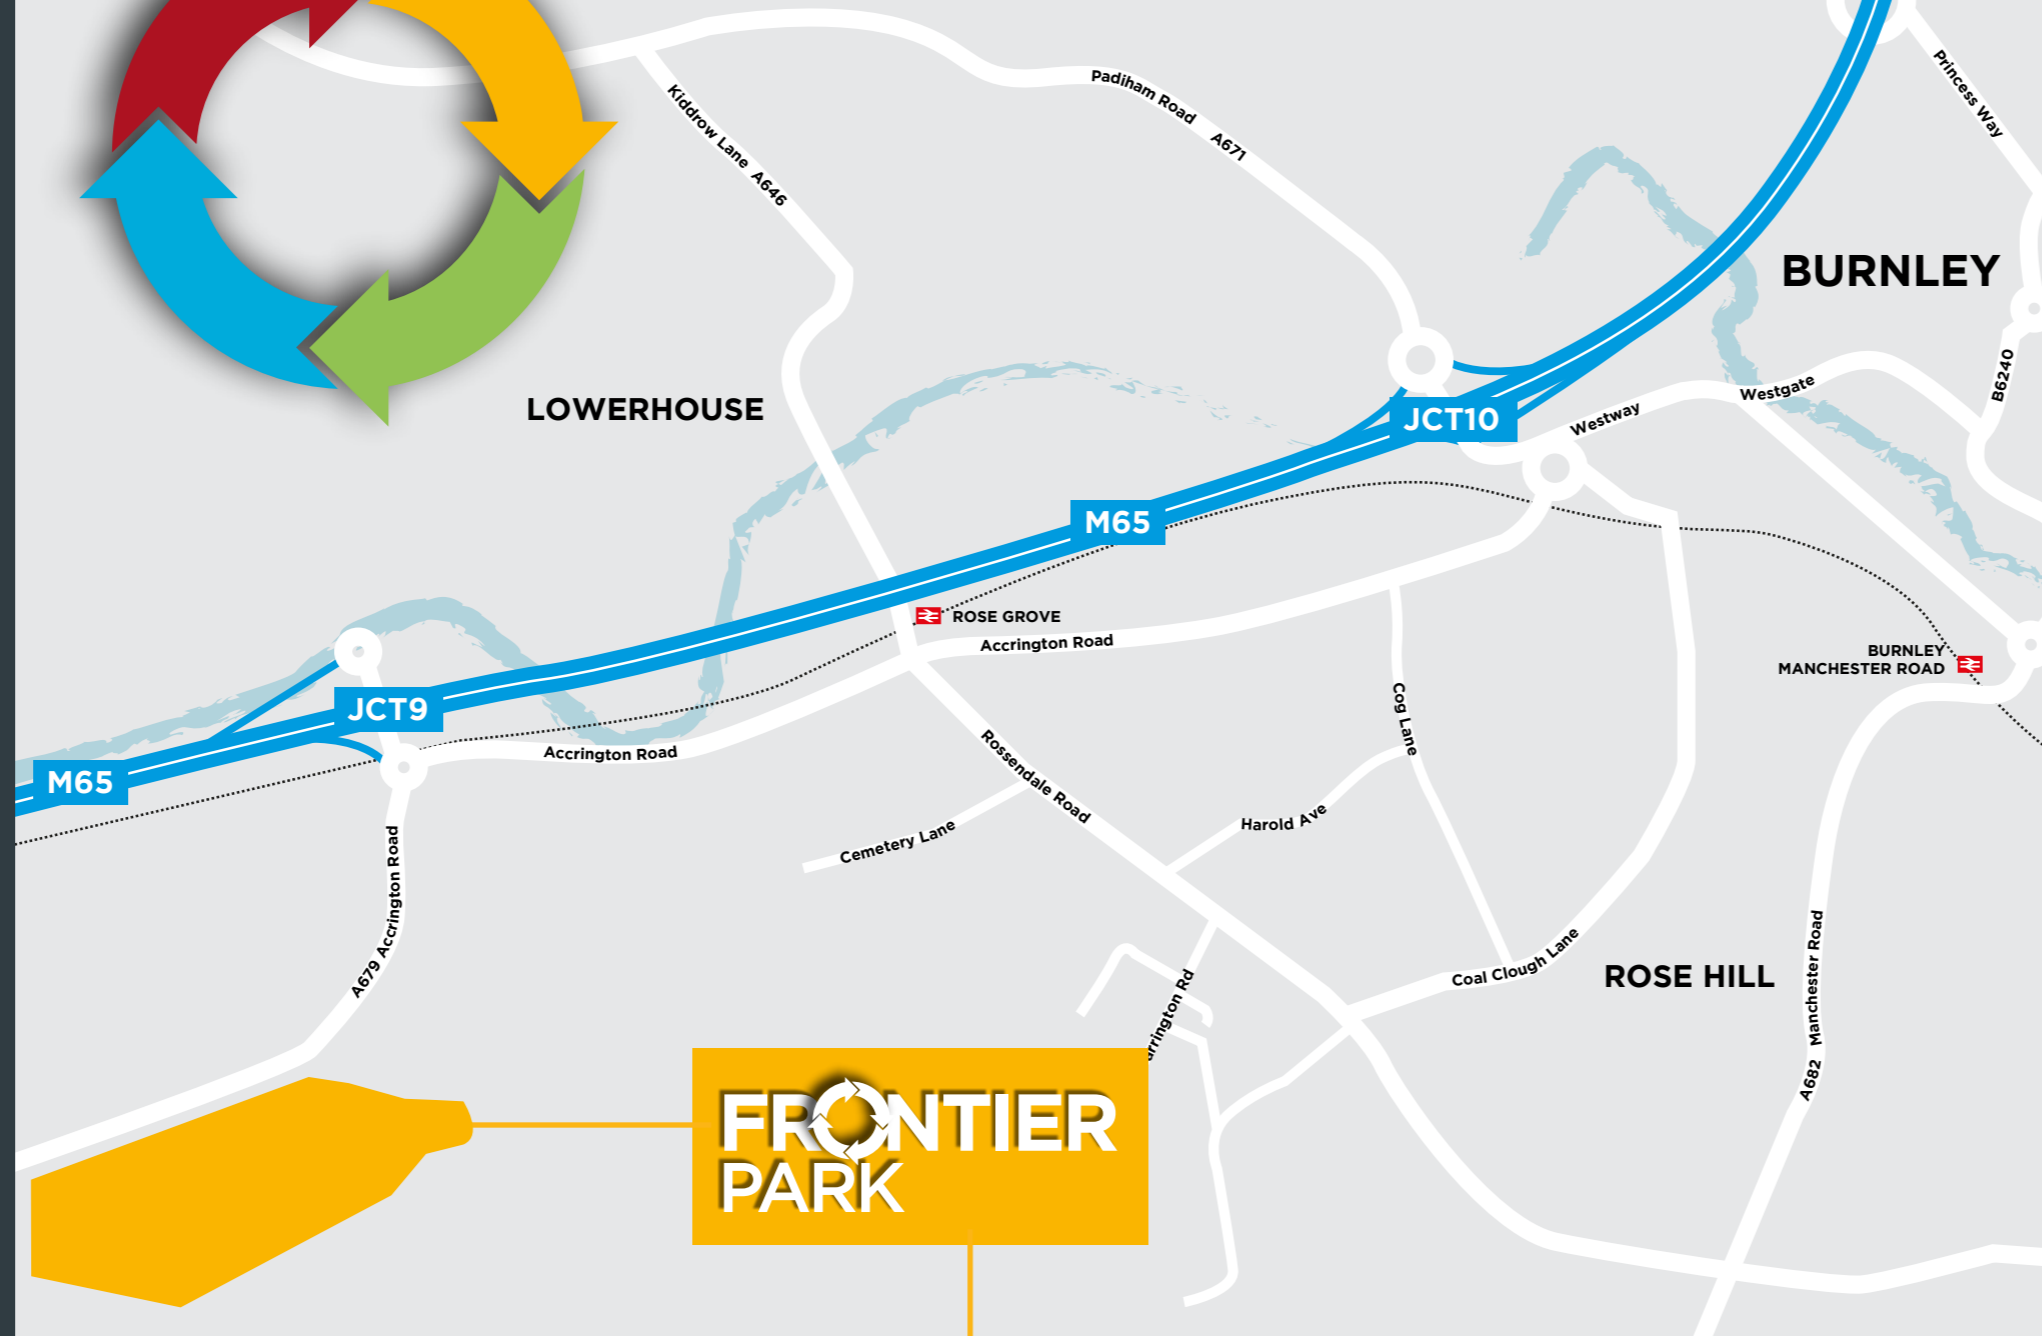 Princess Way
Padiham Road A671
Kiddrow Lane A646
BURNLEY
B6240
Westgate
LOWERHOUSE
JCT10
Westway
M65
ROSE GROVE
Accrington Road
BURNLEY
MANCHESTER ROAD
JCT9
Cog Lane
Accrington Road
M65
Rossendale Road
Harold Ave
Cemetery Lane
A679 Accrington Road
Coal Clough Lane
ROSE HILL
A682 Manchester Road
Rd
FRONTIER
PARK